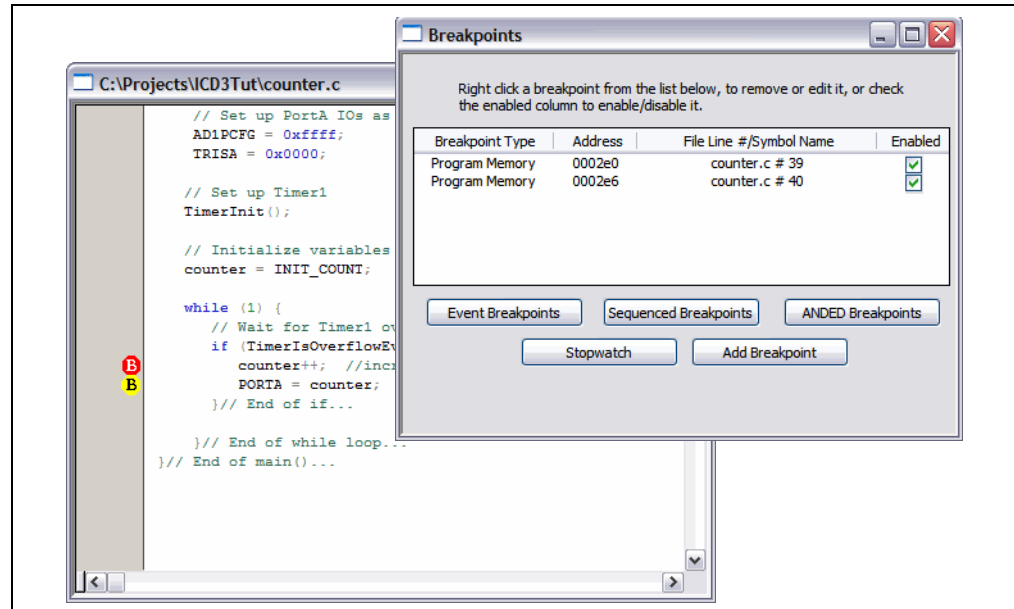 Breakpoints
C:\Projects\ICD3Tut\counter.c
// Set up PortA IOs as
AD1PCFG = 0xffff;
TRISA = 0x0000;
// Set up Timer1
TimerInit();
// Initialize variables
counter = INIT_COUNT;
while (1) {
// Wait for Timer1
if
B
counter++;
B
PORTA = counter;
}// End of if...
}// End of while loop...
}// End of main()...
Right click a breakpoint from the list below, to remove or edit it, or check
the enabled column to enable/disable it.
Breakpoint Type Address File Line #/Symbol Name Enabled
Program Memory 0002e0 counter.c # 39
Program Memory 0002e6 counter.c # 40
Event Breakpoints Sequenced Breakpoints ANDED Breakpoints
Stopwatch Add Breakpoint